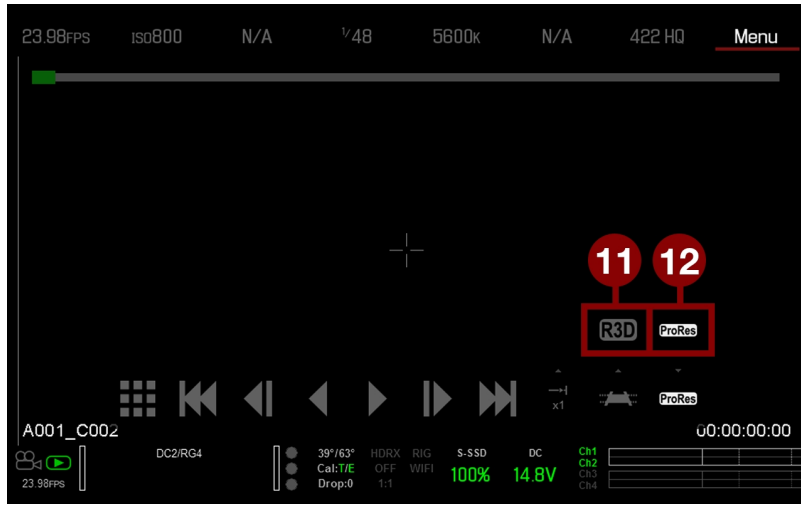 23.98FPS ISO800 N/A 1/48 5600K N/A 422 HQ Menu
11 12
R3D ProRes
x1 ProRes
A001_C002 00:00:00:00
DC2/RG4 39°/63° HDRX RIG S-SSD DC Ch1
Cal:T/E OFF WIFI 100% 14.8V Ch2
23.98FPS Drop:0 1:1 Ch3
Ch4